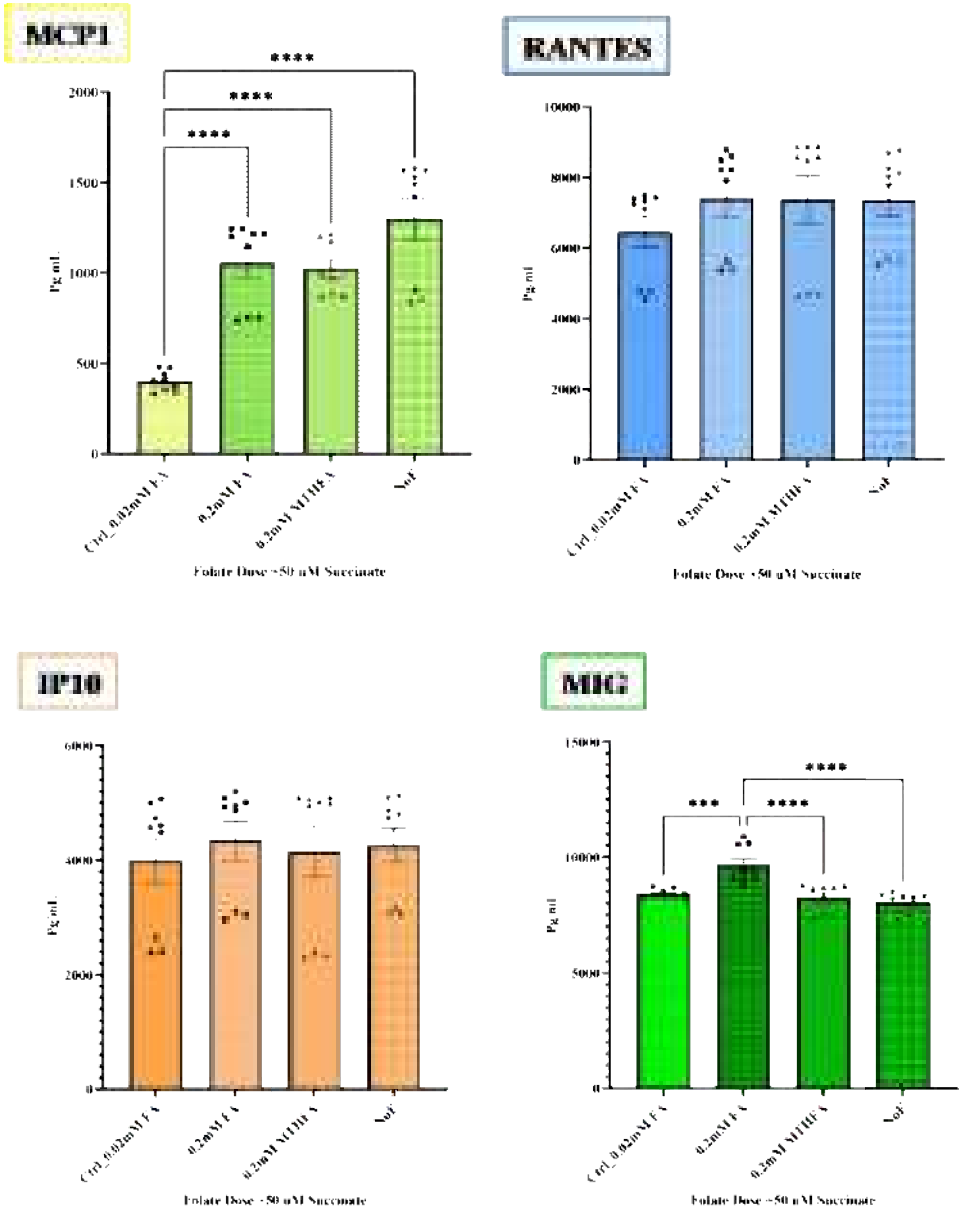 MCP1
****
****
****
2000
1500
1000
500
0
Pg/mL
Ctrl_0.02mM FA
0.2mM FA
0.2mM MTHFA
NoF
Folate Dose +50 uM Succinate
RANTES
10000
8000
6000
4000
2000
0
Pg/mL
Ctrl_0.02mM FA
0.2mM FA
0.2mM MTHFA
NoF
Folate Dose +50 uM Succinate
IP10
6000
4000
2000
0
Pg/mL
Ctrl_0.02mM FA
0.2mM FA
0.2mM MTHFA
NoF
Folate Dose +50 uM Succinate
MIG
****
***
****
15000
10000
5000
0
Pg/mL
Ctrl_0.02mM FA
0.2mM FA
0.2mM MTHFA
NoF
Folate Dose +50 uM Succinate